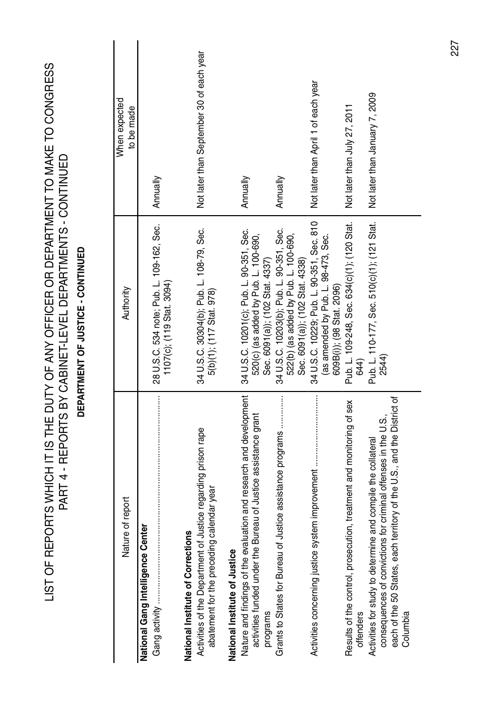 LIST OF REPORTS WHICH IT IS THE DUTY OF ANY OFFICER OR DEPARTMENT TO MAKE TO CONGRESS
PART 4 - REPORTS BY CABINET-LEVEL DEPARTMENTS - CONTINUED
DEPARTMENT OF JUSTICE - CONTINUED
Nature of report
Authority
When expected
to be made
National Gang Intelligence Center
Gang activity
28 U.S.C. 534 note; Pub. L. 109-162, Sec.
1107(c); (119 Stat. 3094)
Annually
National Institute of Corrections
Activities of the Department of Justice regarding prison rape
abatement for the preceding calendar year
34 U.S.C. 30304(b); Pub. L. 108-79, Sec.
5(b)(1); (117 Stat. 978)
Not later than September 30 of each year
National Institute of Justice
Nature and findings of the evaluation and research and development
activities funded under the Bureau of Justice assistance grant
programs
34 U.S.C. 10201(c); Pub. L. 90-351, Sec.
520(c) (as added by Pub. L. 100-690,
Sec. 6091(a)); (102 Stat. 4337)
Annually
Grants to States for Bureau of Justice assistance programs
34 U.S.C. 10203(b); Pub. L. 90-351, Sec.
522(b) (as added by Pub. L. 100-690,
Sec. 6091(a)); (102 Stat. 4338)
Annually
Activities concerning justice system improvement
34 U.S.C. 10229; Pub. L. 90-351, Sec. 810
(as amended by Pub. L. 98-473, Sec.
609B(i)); (98 Stat. 2096)
Not later than April 1 of each year
Results of the control, prosecution, treatment and monitoring of sex
offenders
Pub. L. 109-248, Sec. 634(c)(1); (120 Stat.
644)
Not later than July 27, 2011
Activities for study to determine and compile the collateral
consequences of convictions for criminal offenses in the U.S.,
each of the 50 States, each territory of the U.S., and the District of
Columbia
Pub. L. 110-177, Sec. 510(c)(1); (121 Stat.
2544)
Not later than January 7, 2009
227